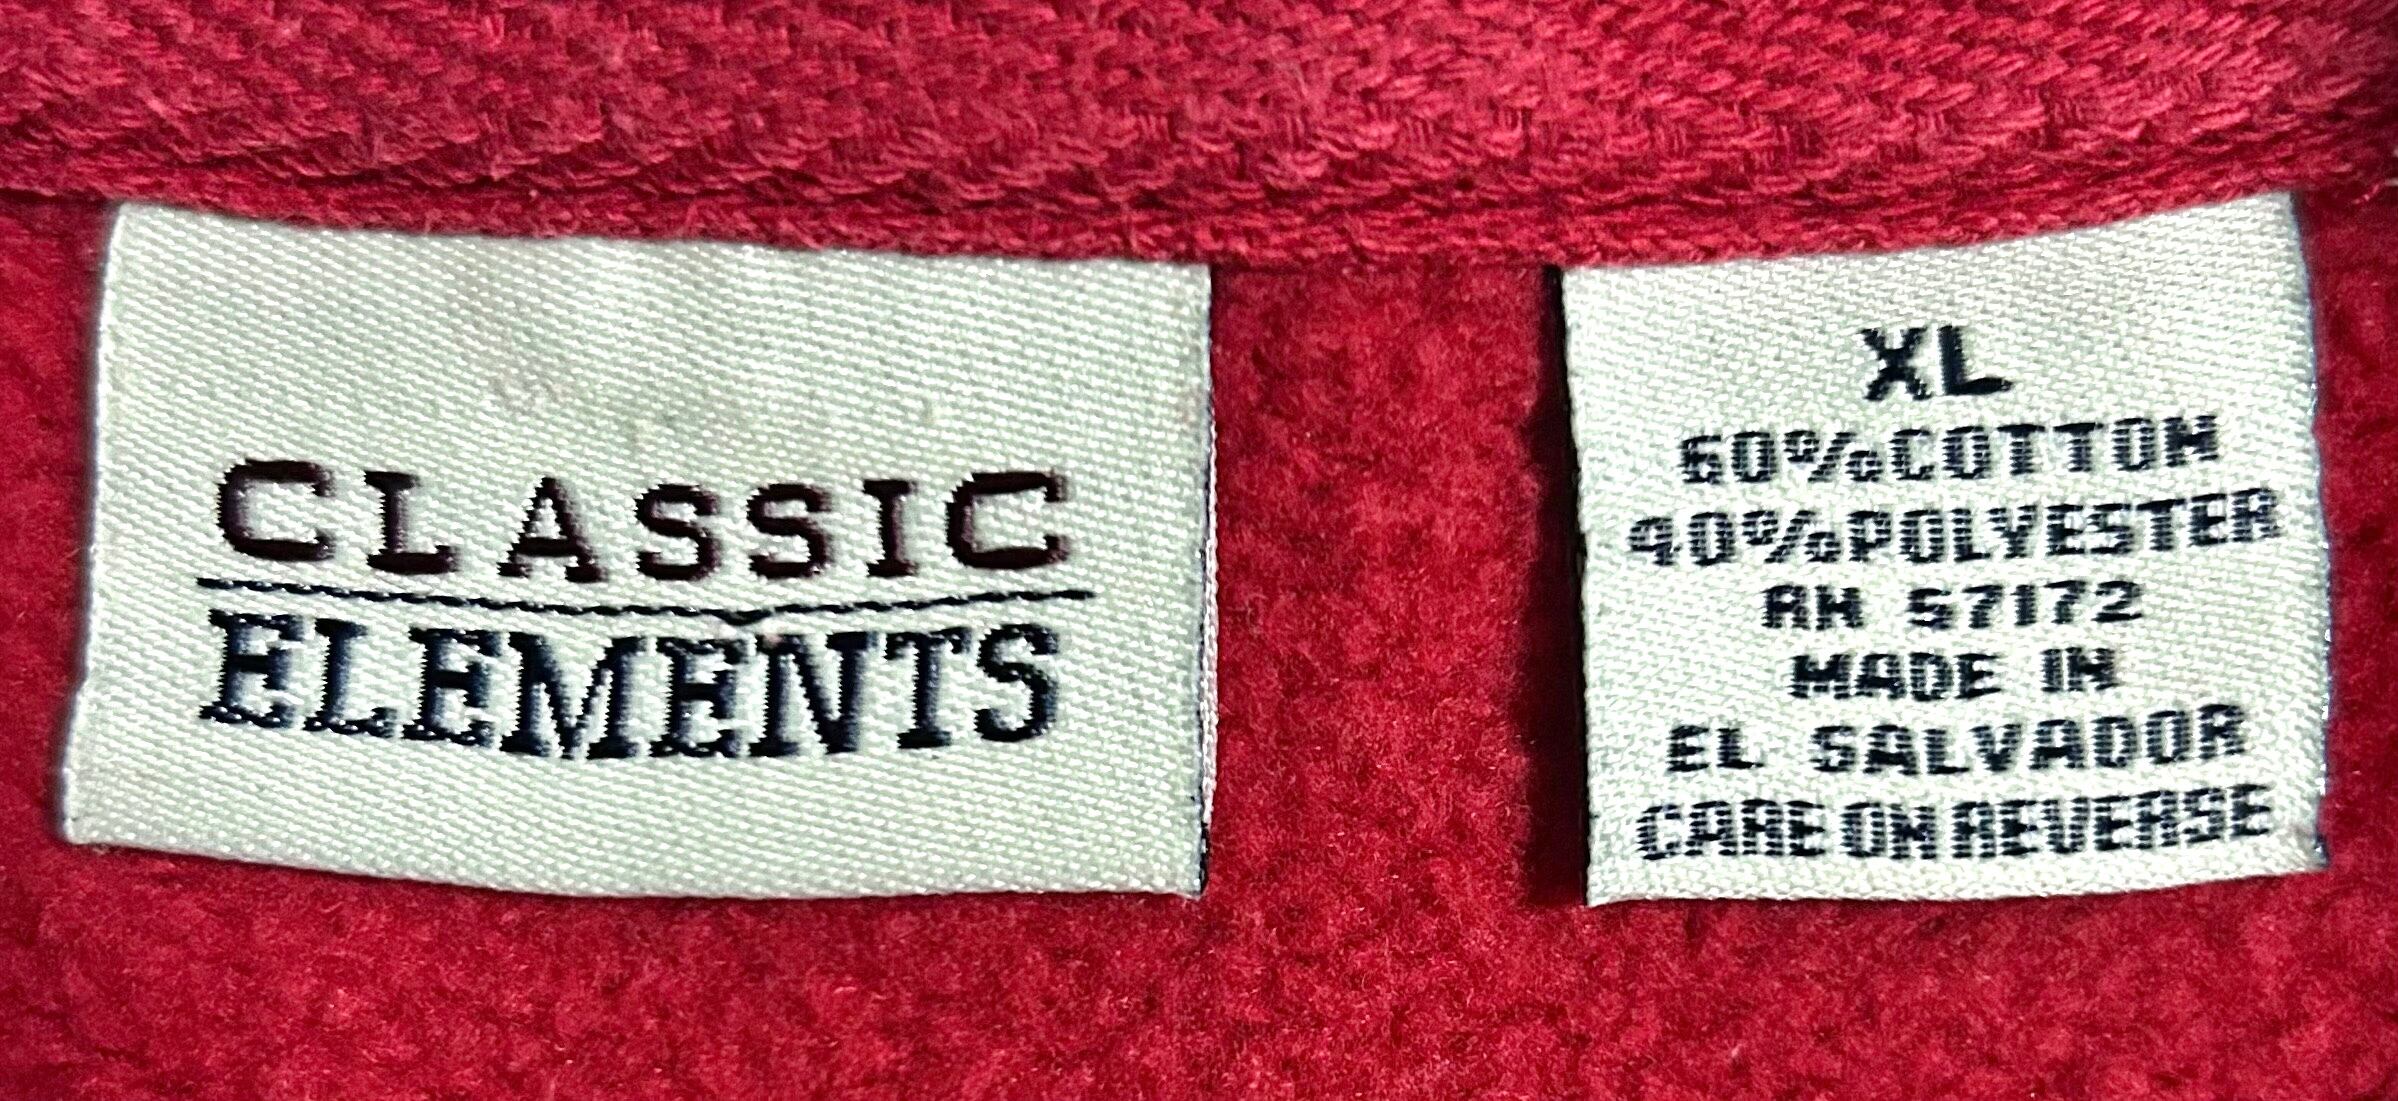 CLASSIC
ELEMENTS
XL
60%COTTON
40%POLYESTER
RN 57172
MADE IN
EL SALVADOR
CARE ON REVERSE